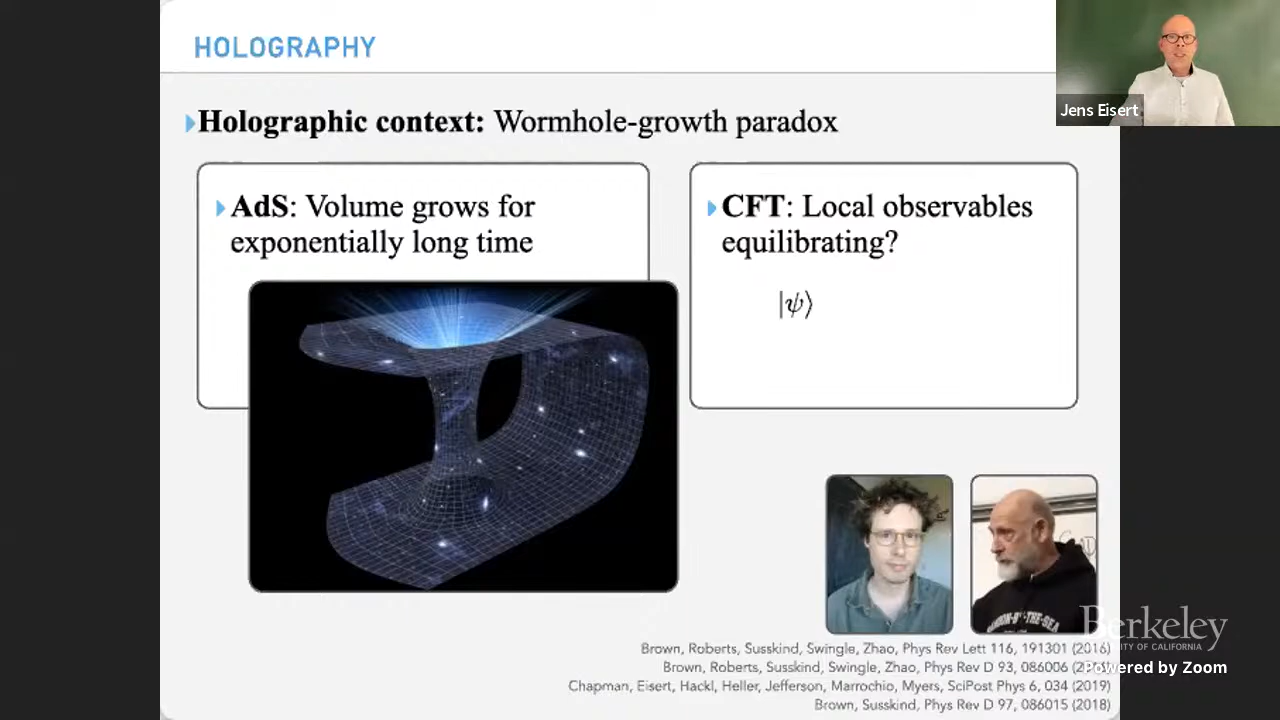 HOLOGRAPHY
Jens Eisert
Holographic context: Wormhole-growth paradox
AdS: Volume grows for
exponentially long time
CFT: Local observables
equilibrating?
|ψ⟩
Berkeley
OF CALIFORNIA
Powered by Zoom
Brown, Roberts, Susskind, Swingle, Zhao, Phys Rev Lett 116, 191301 (2016)
Brown, Roberts, Susskind, Swingle, Zhao, Phys Rev D 93, 086006
Chapman, Eisert, Hackl, Heller, Jefferson, Marrochio, Myers, SciPost Phys 6, 034 (2019)
Brown, Susskind, Phys Rev D 97, 086015 (2018)